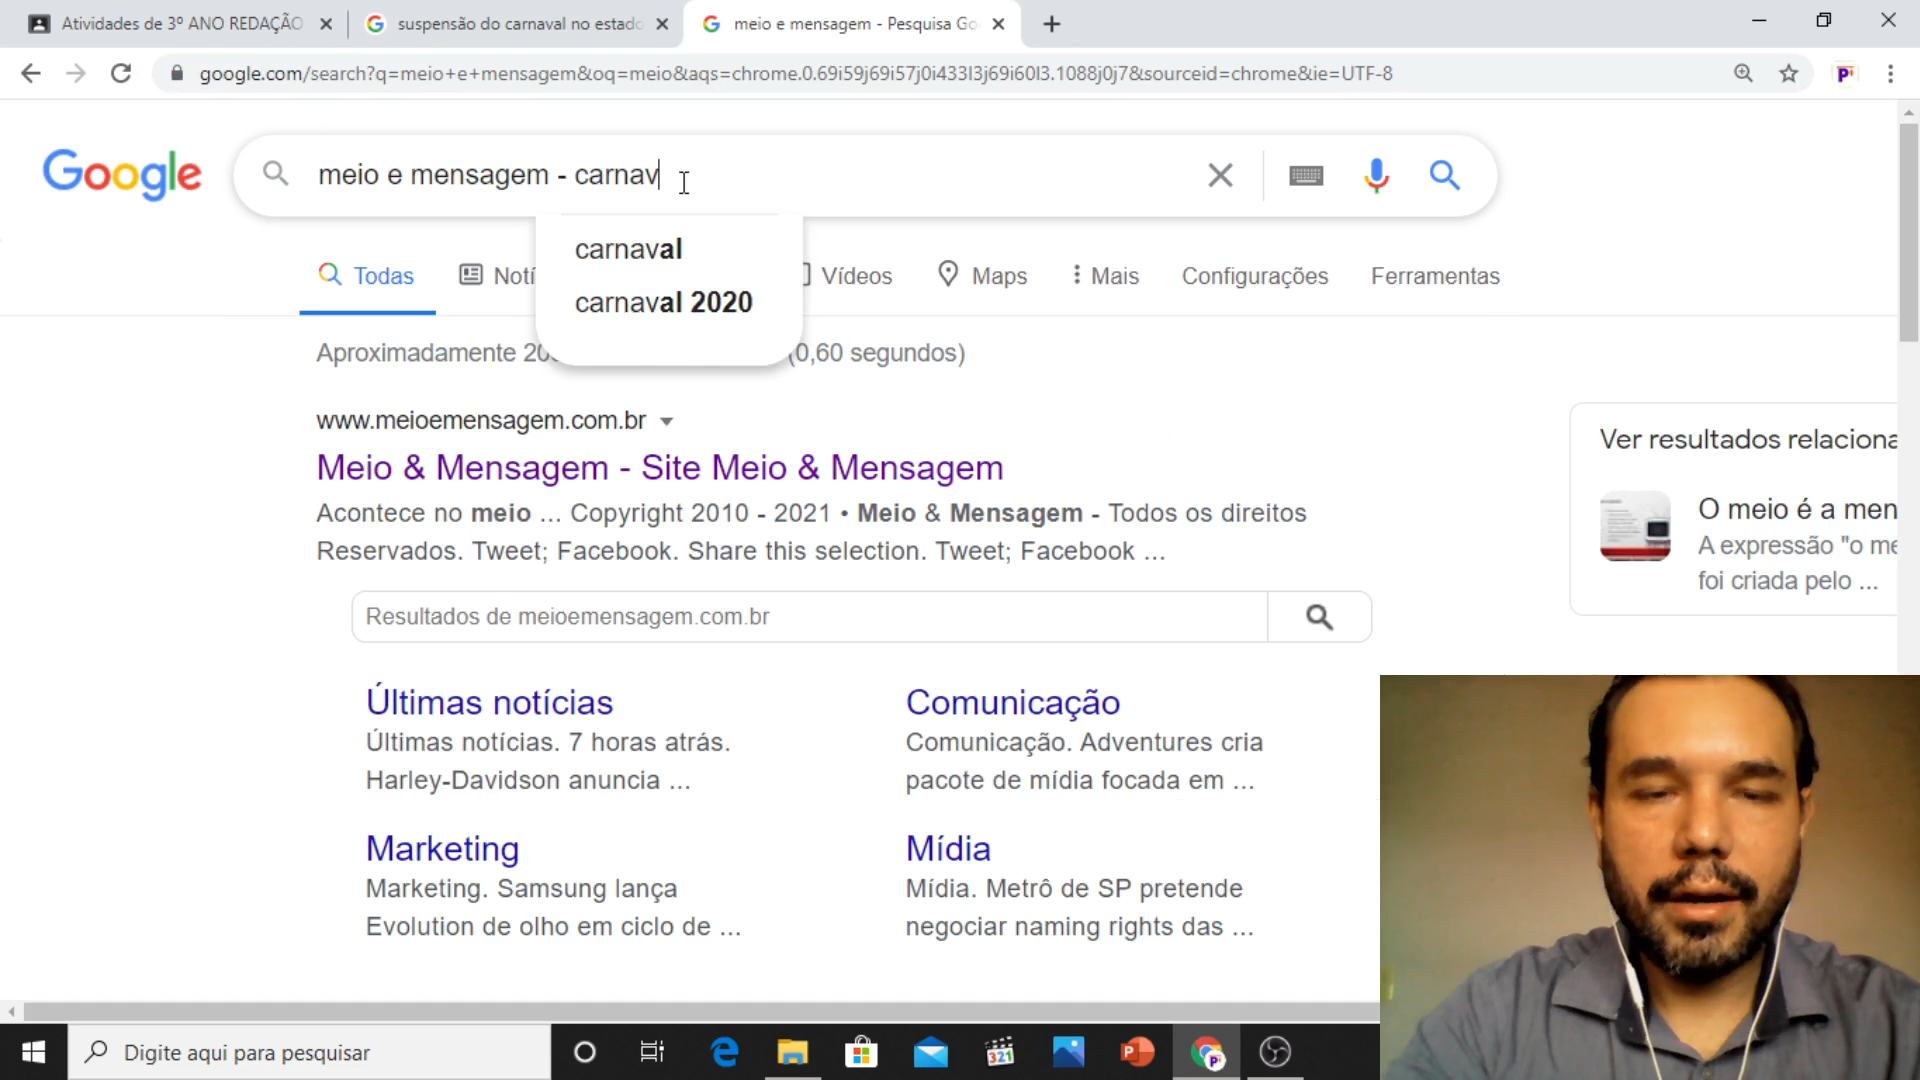 Atividades de 3º ANO REDAÇÃO
suspensão do carnaval no estado
meio e mensagem - Pesquisa Go
google.com/search?q=meio+e+mensagem&oq=meio&aqs=chrome.0.69i59j69i57j0i433l3j69i60l3.1088j0j7&sourceid=chrome&ie=UTF-8
Google
meio e mensagem - carnav
carnaval
carnaval 2020
Todas
Notí
Vídeos
Maps
Mais
Configurações
Ferramentas
Aproximadamente 20
(0,60 segundos)
www.meioemensagem.com.br
Meio & Mensagem - Site Meio & Mensagem
Acontece no meio ... Copyright 2010 - 2021 • Meio & Mensagem - Todos os direitos
Reservados. Tweet; Facebook. Share this selection. Tweet; Facebook ...
Resultados de meioemensagem.com.br
Últimas notícias
Últimas notícias. 7 horas atrás.
Harley-Davidson anuncia ...
Comunicação
Comunicação. Adventures cria
pacote de mídia focada em ...
Marketing
Marketing. Samsung lança
Evolution de olho em ciclo de ...
Mídia
Mídia. Metrô de SP pretende
negociar naming rights das ...
Ver resultados relaciona
O meio é a men
A expressão "o me
foi criada pelo ...
Digite aqui para pesquisar
321